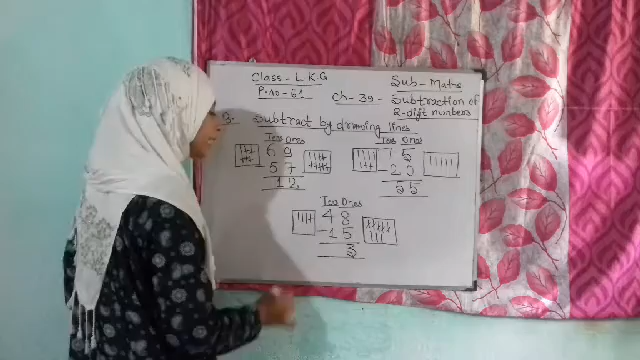 Class - L.K.G
Sub - Maths
P.no - 61
Ch - 39 - Subtraction of
2-digit numbers
3. Subtract by drawing lines
Tens Ones
6 9
- 5 7
1 2
Tens Ones
7 5
- 2 0
5 5
Tens Ones
4 8
- 1 5
3